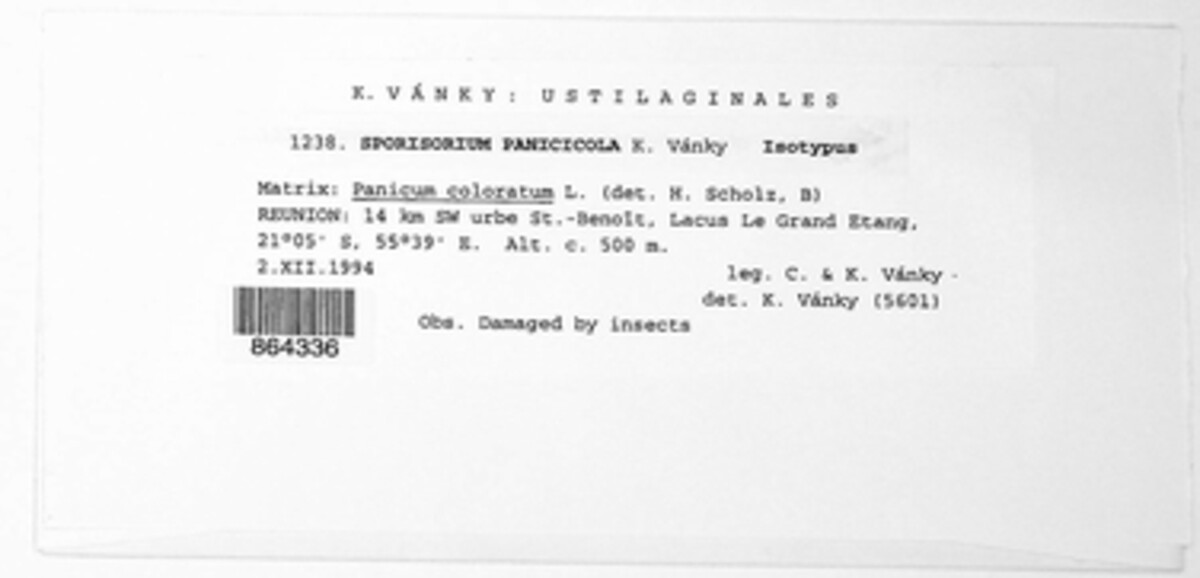 K. VÁNKY: USTILAGINALES
1238. SPORISORIUM PANICICOLA K. Vánky Isotypus
Matrix: Panicum coloratum L. (det. H. Scholz, B)
REUNION: 14 km SW urbe St.-Benoît, Lacus Le Grand Etang,
21°05' S, 55°39' E. Alt. c. 500 m.
2.XII.1994
leg. C. & K. Vánky
det. K. Vánky (5601)
Obs. Damaged by insects
864336